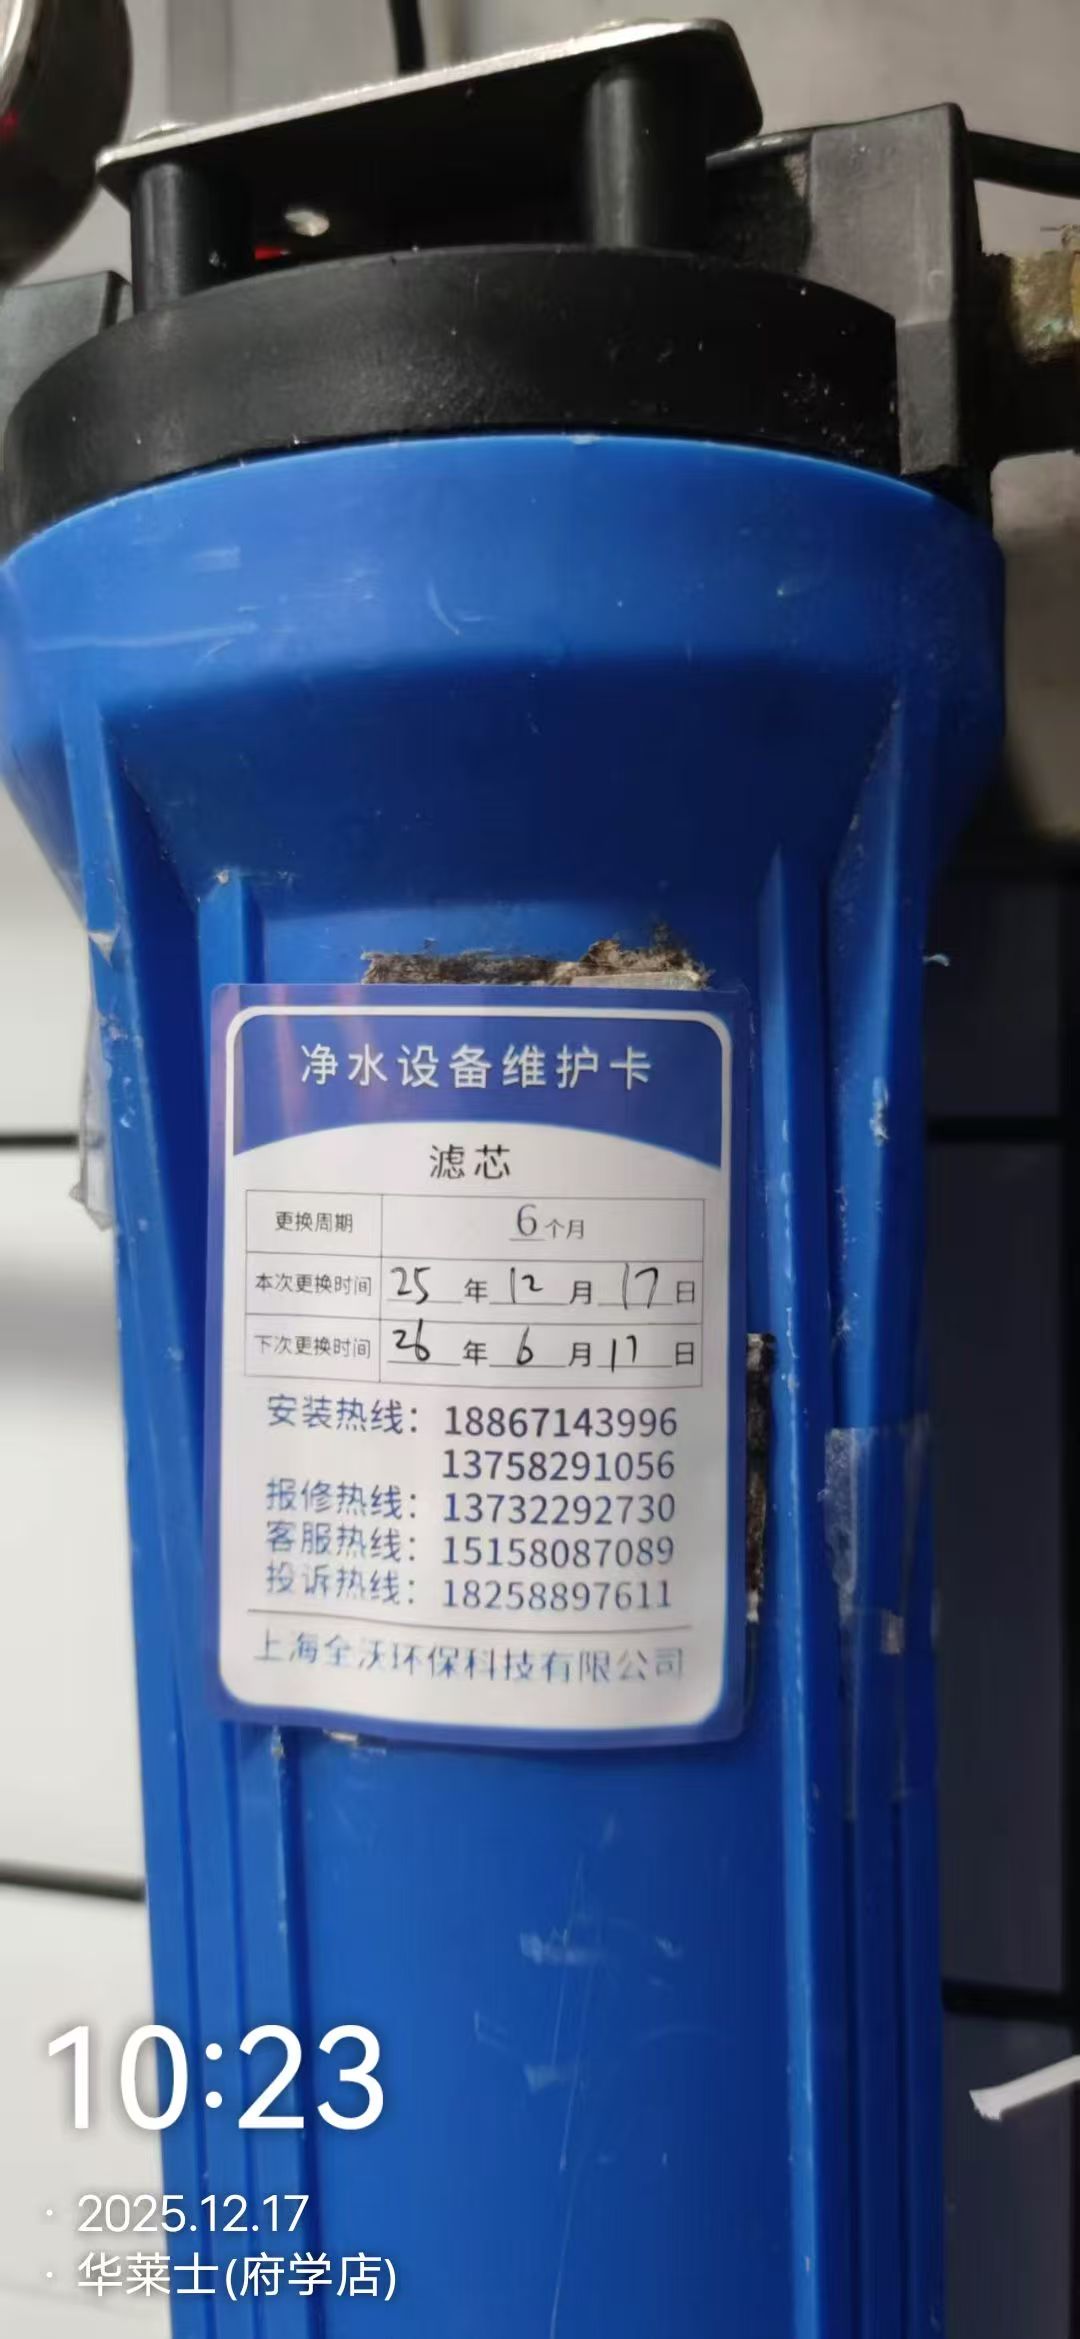 净水设备维护卡
滤芯
更换周期 6个月
本次更换时间 25年12月17日
下次更换时间 26年6月17日
安装热线：18867143996
13758291056
报修热线：13732292730
客服热线：15158087089
投诉热线：18258897611
上海全沃环保科技有限公司
10:23
· 2025.12.17
· 华莱士(府学店)